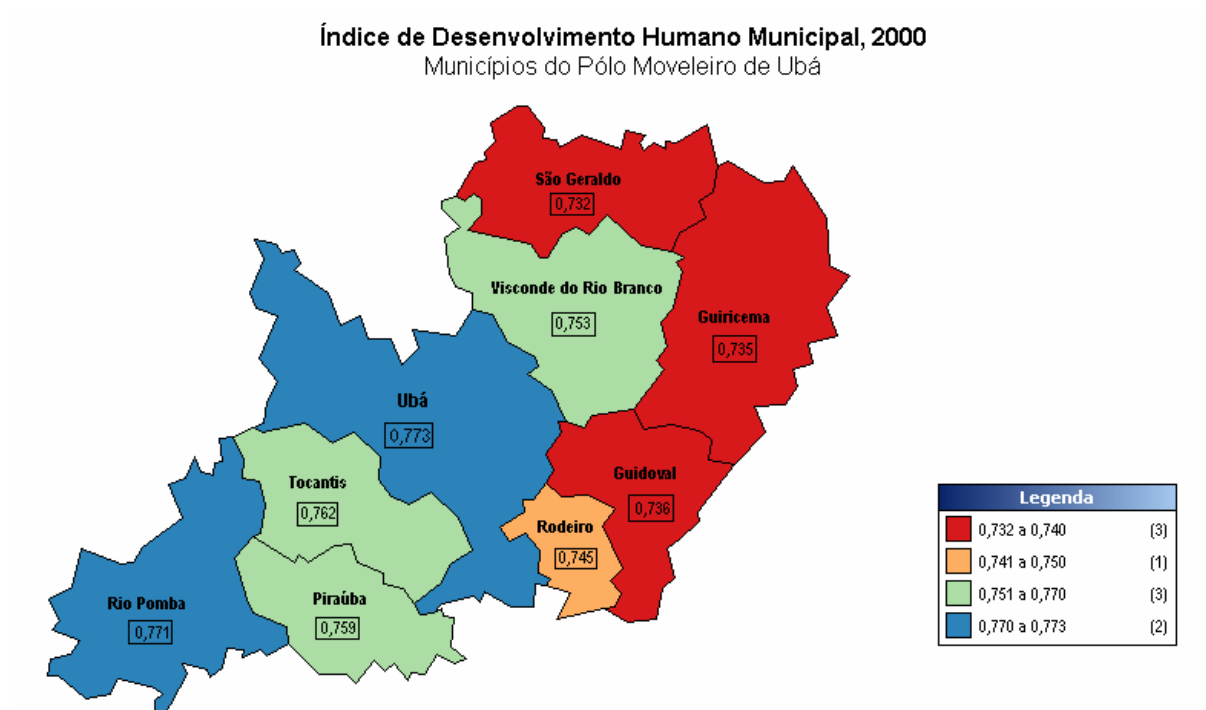 Índice de Desenvolvimento Humano Municipal, 2000
Municípios do Pólo Moveleiro de Ubá
São Geraldo
0,732
Visconde do Rio Branco
0,753
Guiricema
0,735
Ubá
0,773
Guidoval
0,736
Tocantis
0,762
Rodeiro
0,745
Rio Pomba
0,771
Piraúba
0,759
Legenda
0,732 a 0,740 (3)
0,741 a 0,750 (1)
0,751 a 0,770 (3)
0,770 a 0,773 (2)